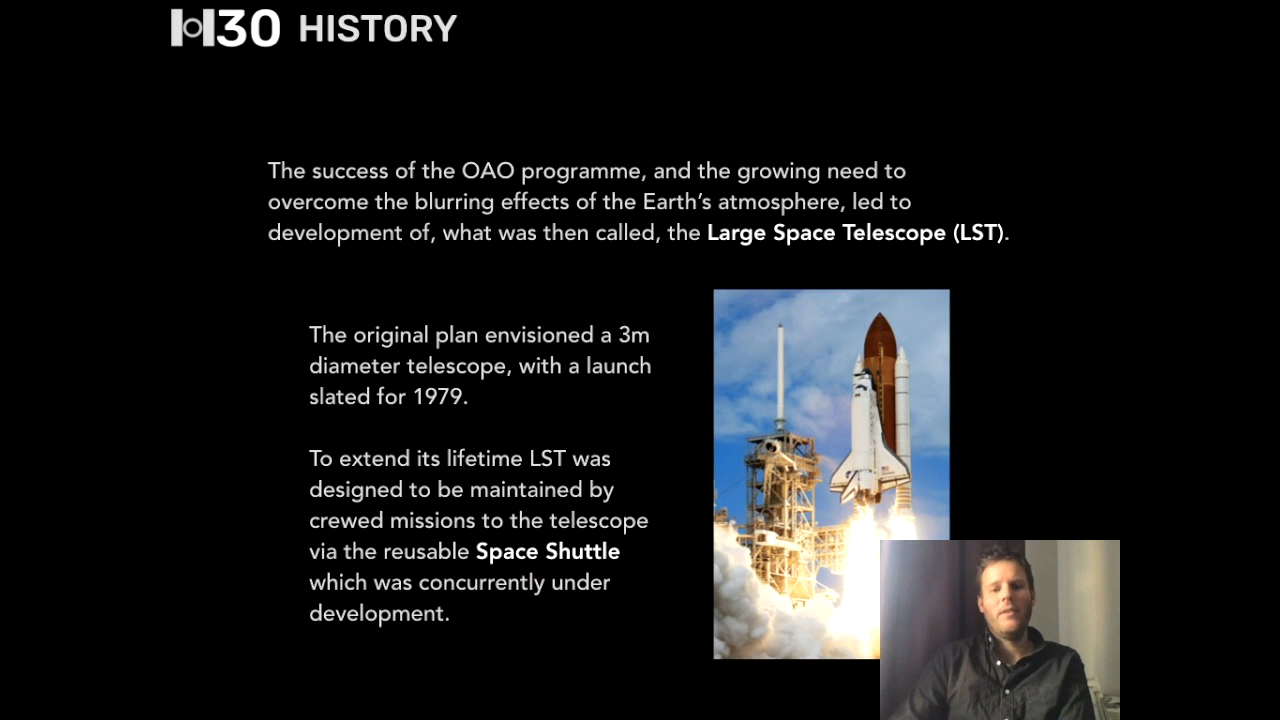 H30 HISTORY
The success of the OAO programme, and the growing need to
overcome the blurring effects of the Earth's atmosphere, led to
development of, what was then called, the Large Space Telescope (LST).
The original plan envisioned a 3m
diameter telescope, with a launch
slated for 1979.
To extend its lifetime LST was
designed to be maintained by
crewed missions to the telescope
via the reusable Space Shuttle
which was concurrently under
development.